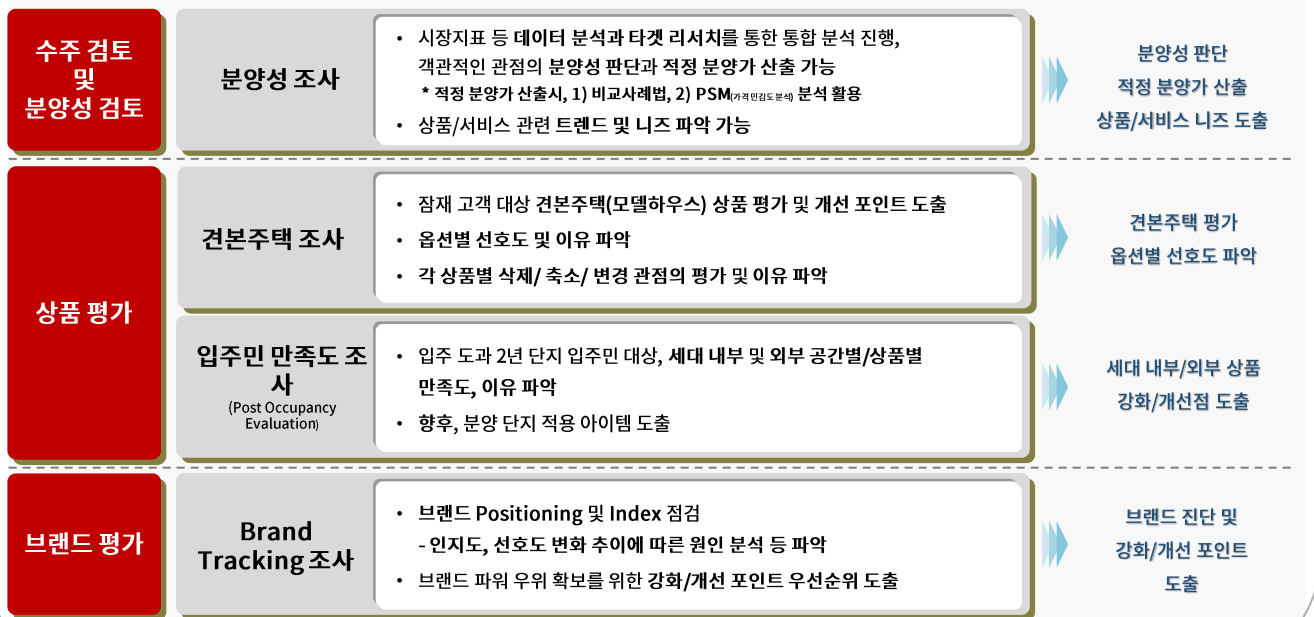 수주 검토
및
분양성 검토
분양성 조사
• 시장지표 등 데이터 분석과 타겟 리서치를 통한 통합 분석 진행,
객관적인 관점의 분양성 판단과 적정 분양가 산출 가능
* 적정 분양가 산출시, 1) 비교사례법, 2) PSM(가격민감도분석) 분석 활용
• 상품/서비스 관련 트렌드 및 니즈 파악 가능
분양성 판단
적정 분양가 산출
상품/서비스 니즈 도출
상품 평가
견본주택 조사
• 잠재 고객 대상 견본주택(모델하우스) 상품 평가 및 개선 포인트 도출
• 옵션별 선호도 및 이유 파악
• 각 상품별 삭제/ 축소/ 변경 관점의 평가 및 이유 파악
견본주택 평가
옵션별 선호도 파악
입주민 만족도 조
사
(Post Occupancy
Evaluation)
• 입주 도과 2년 단지 입주민 대상, 세대 내부 및 외부 공간별/상품별
만족도, 이유 파악
• 향후, 분양 단지 적용 아이템 도출
세대 내부/외부 상품
강화/개선점 도출
브랜드 평가
Brand
Tracking 조사
• 브랜드 Positioning 및 Index 점검
- 인지도, 선호도 변화 추이에 따른 원인 분석 등 파악
• 브랜드 파워 우위 확보를 위한 강화/개선 포인트 우선순위 도출
브랜드 진단 및
강화/개선 포인트
도출